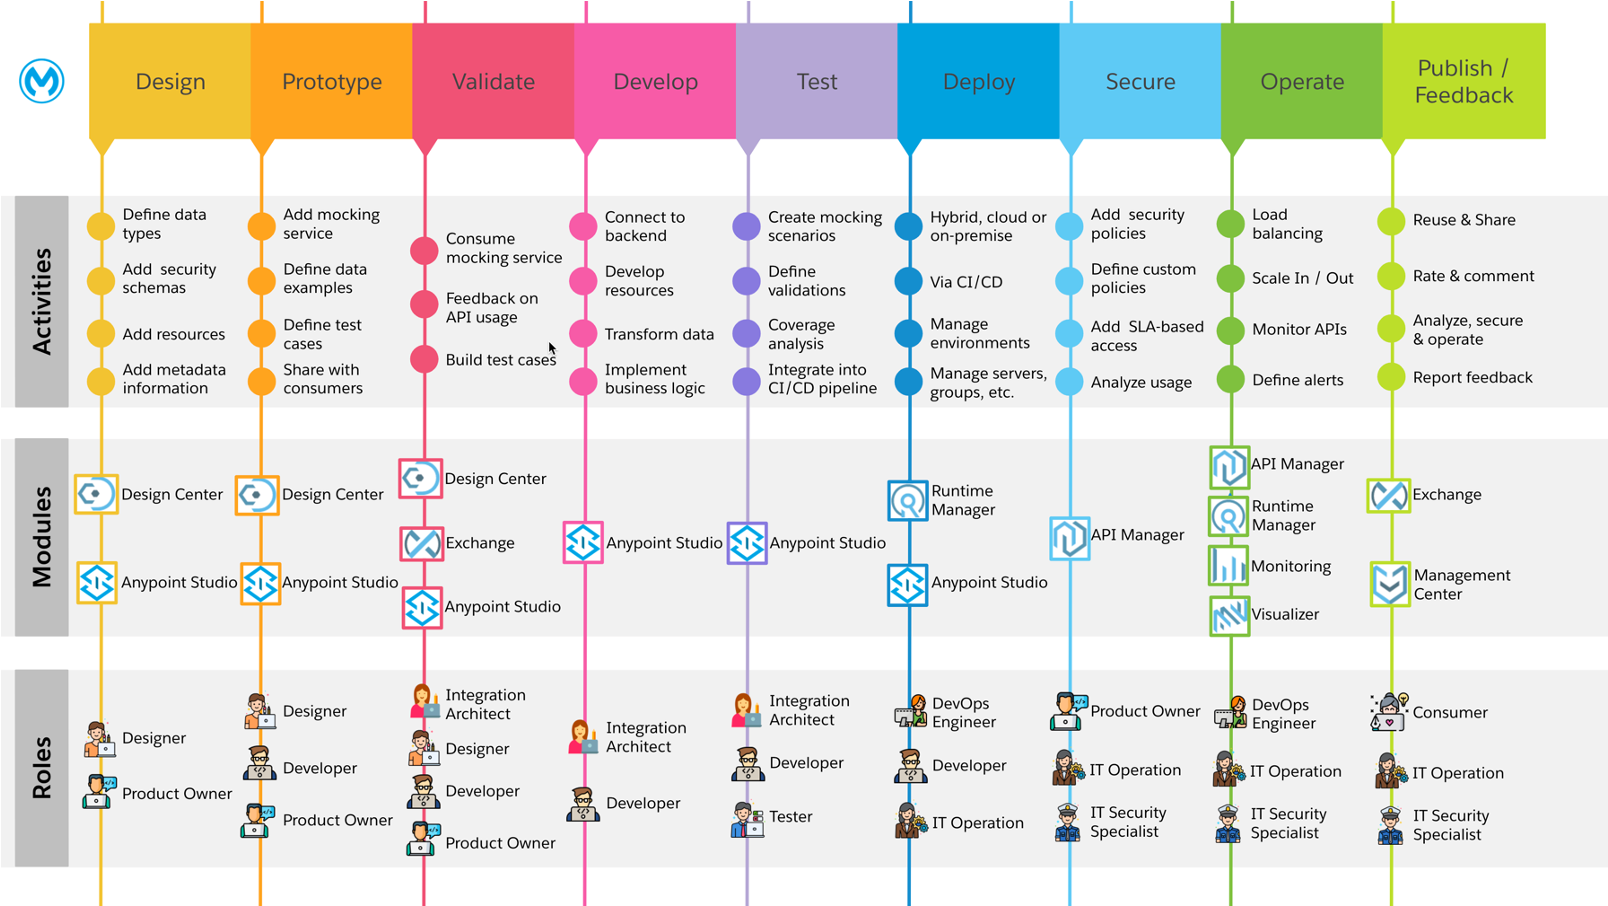 Design
Prototype
Validate
Develop
Test
Deploy
Secure
Operate
Publish /
Feedback
Activities
Define data
types
Add  security
schemas
Add resources
Add metadata
information
Add mocking
service
Define data
examples
Define test
cases
Share with
consumers
Consume
mocking service
Feedback on
API usage
Build test cases
Connect to
backend
Develop
resources
Transform data
Implement
business logic
Create mocking
scenarios
Define
validations
Coverage
analysis
Integrate into
CI/CD pipeline
Hybrid, cloud or
on-premise
Via CI/CD
Manage
environments
Manage servers,
groups, etc.
Add  security
policies
Define custom
policies
Add  SLA-based
access
Analyze usage
Load
balancing
Scale In / Out
Monitor APIs
Define alerts
Reuse & Share
Rate & comment
Analyze, secure
& operate
Report feedback
Modules
Design Center
Anypoint Studio
Design Center
Anypoint Studio
Design Center
Exchange
Anypoint Studio
Anypoint Studio
Anypoint Studio
Runtime
Manager
Anypoint Studio
API Manager
API Manager
Runtime
Manager
Monitoring
Visualizer
Exchange
Management
Center
Roles
Designer
Product Owner
Designer
Developer
Product Owner
Integration
Architect
Designer
Developer
Product Owner
Integration
Architect
Developer
Integration
Architect
Developer
Tester
DevOps
Engineer
Developer
IT Operation
Product Owner
IT Operation
IT Security
Specialist
DevOps
Engineer
IT Operation
IT Security
Specialist
Consumer
IT Operation
IT Security
Specialist